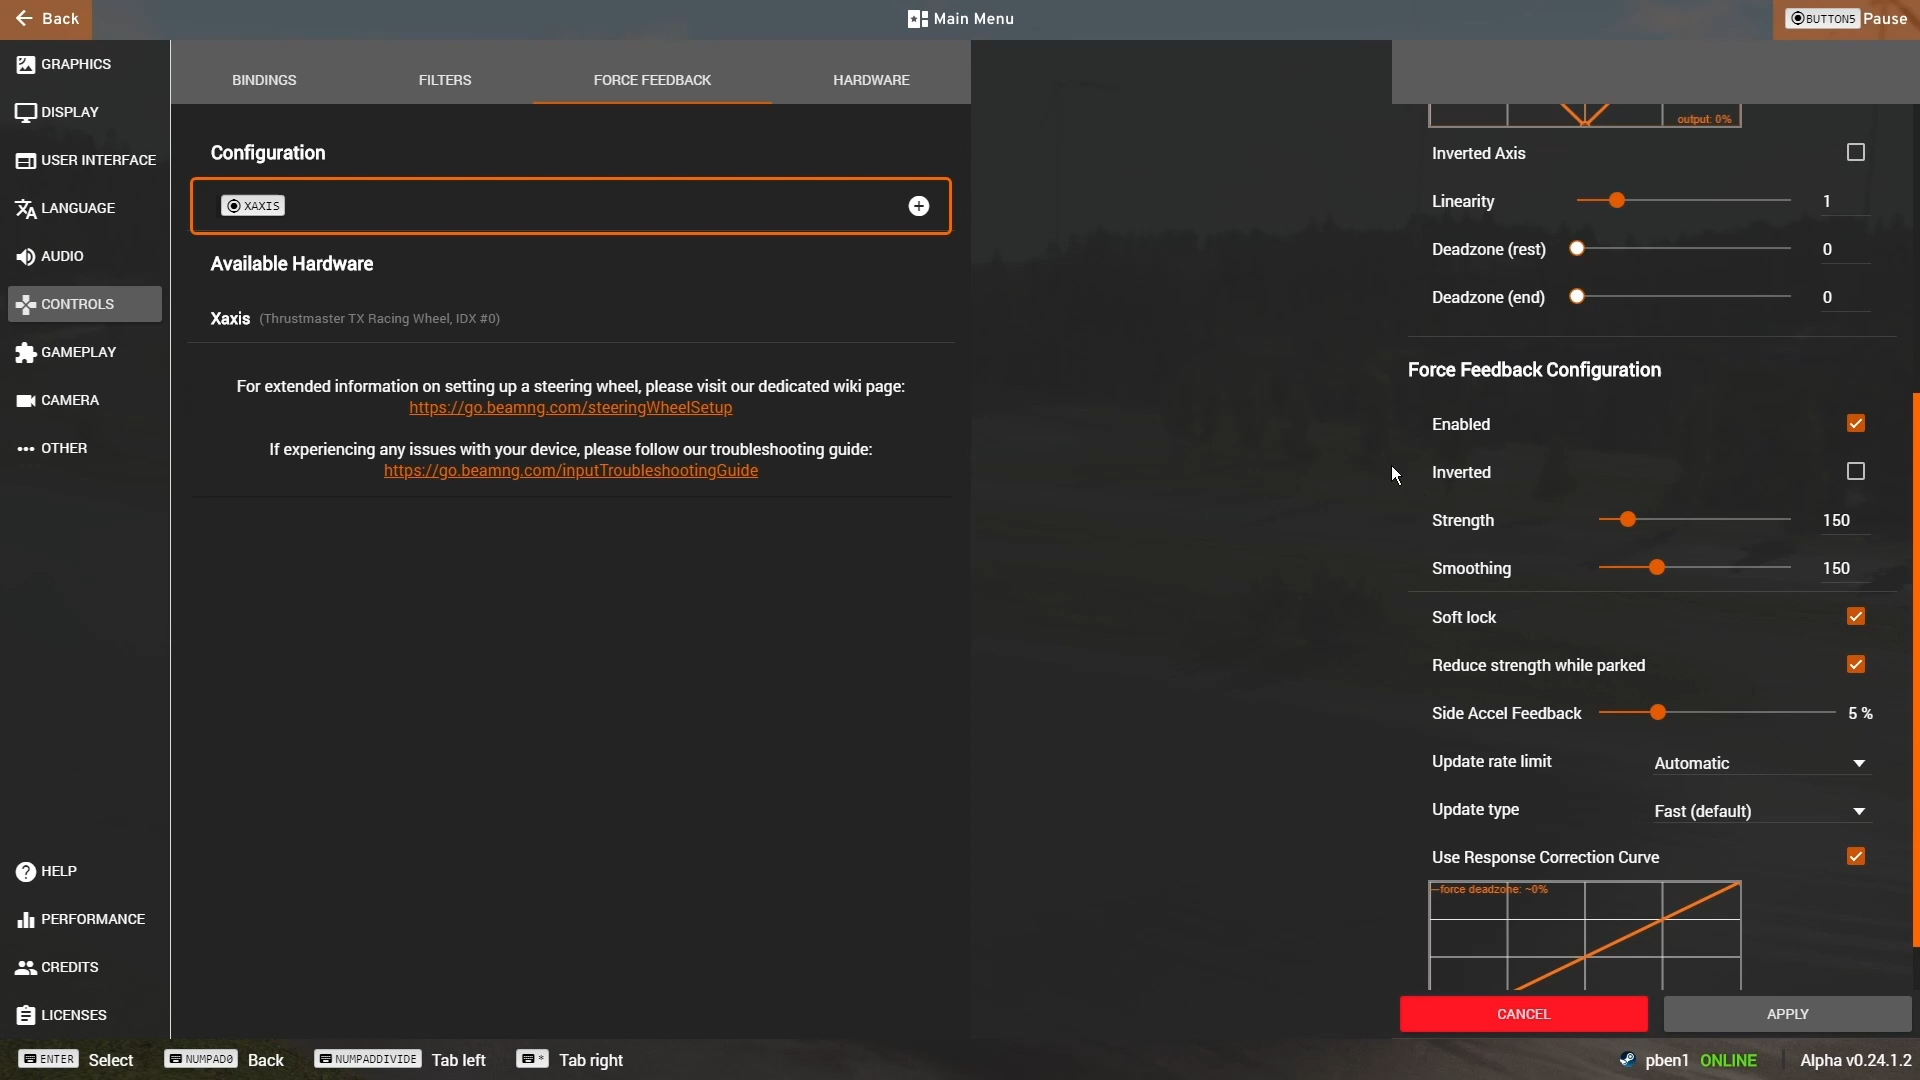 Back
Main Menu
BUTTON5 Pause
GRAPHICS
DISPLAY
USER INTERFACE
LANGUAGE
AUDIO
CONTROLS
GAMEPLAY
CAMERA
OTHER
HELP
PERFORMANCE
CREDITS
LICENSES
BINDINGS
FILTERS
FORCE FEEDBACK
HARDWARE
Configuration
XAXIS
Available Hardware
Xaxis (Thrustmaster TX Racing Wheel, IDX #0)
For extended information on setting up a steering wheel, please visit our dedicated wiki page:
https://go.beamng.com/steeringWheelSetup
If experiencing any issues with your device, please follow our troubleshooting guide:
https://go.beamng.com/inputTroubleshootingGuide
output: 0%
Inverted Axis
Linearity 1
Deadzone (rest) 0
Deadzone (end) 0
Force Feedback Configuration
Enabled
Inverted
Strength 150
Smoothing 150
Soft lock
Reduce strength while parked
Side Accel Feedback 5 %
Update rate limit Automatic
Update type Fast (default)
Use Response Correction Curve
force deadzone: ~0%
CANCEL
APPLY
ENTER Select NUMPAD0 Back NUMPADDIVIDE Tab left * Tab right
pben1 ONLINE Alpha v0.24.1.2